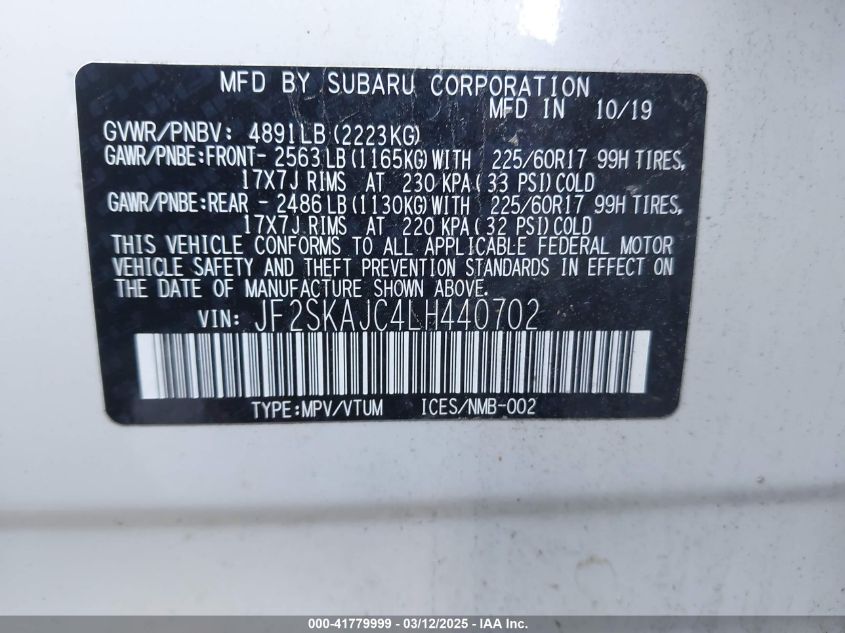 MFD BY SUBARU CORPORATION
MFD IN 10/19
GVWR/PNBV: 4891LB(2223KG)
GAWR/PNBE:FRONT- 2563LB(1165KG)WITH 225/60R17 99H TIRES,
17X7J RIMS AT 230 KPA( 33 PSI)COLD
GAWR/PNBE:REAR - 2486LB(1130KG)WITH 225/60R17 99H TIRES,
17X7J RIMS AT 220 KPA( 32 PSI)COLD
THIS VEHICLE CONFORMS TO ALL APPLICABLE FEDERAL MOTOR
VEHICLE SAFETY AND THEFT PREVENTION STANDARDS IN EFFECT ON
THE DATE OF MANUFACTURE SHOWN ABOVE.
VIN: JF2SKAJC4LH440702
TYPE:MPV/VTUM ICES/NMB-002
000-41779999 - 03/12/2025 - IAA Inc.